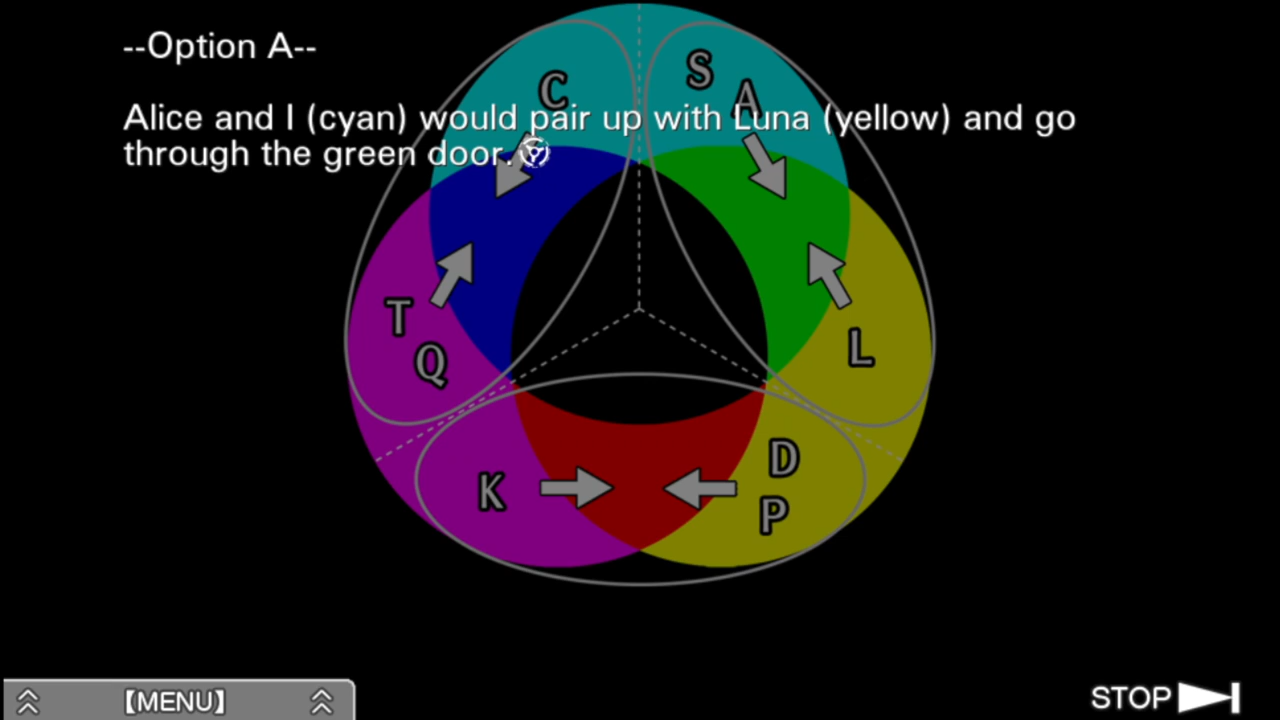 --Option A--
Alice and I (cyan) would pair up with Luna (yellow) and go
through the green door.
C
S
A
T
Q
L
K
D
P
【MENU】
STOP